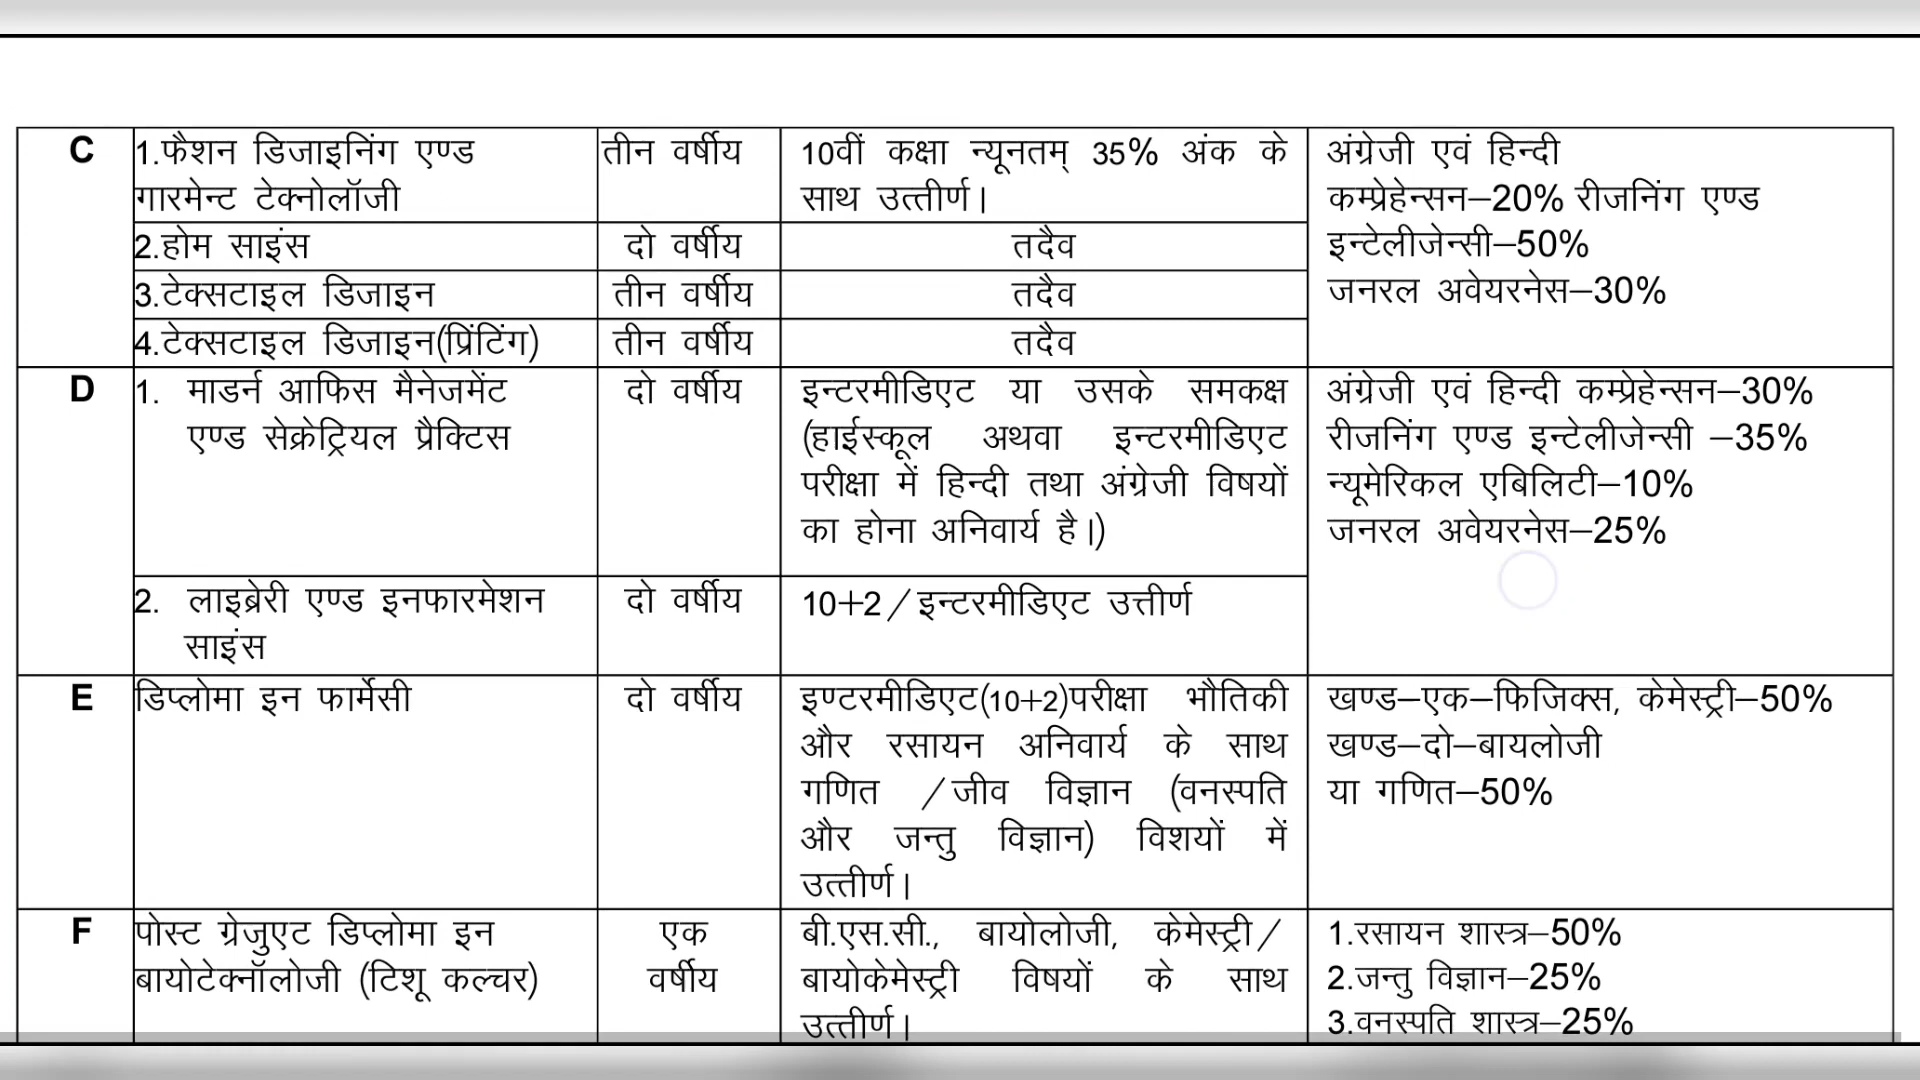 C
1.फैशन डिजाइनिंग एण्ड
गारमेन्ट टेक्नोलॉजी
तीन वर्षीय
10वीं कक्षा न्यूनतम् 35% अंक के
साथ उत्तीर्ण।
अंग्रेजी एवं हिन्दी
कम्प्रेहेन्सन–20% रीजनिंग एण्ड
इन्टेलीजेन्सी–50%
जनरल अवेयरनेस–30%
2.होम साइंस
दो वर्षीय
तदैव
3.टेक्सटाइल डिजाइन
तीन वर्षीय
तदैव
4.टेक्सटाइल डिजाइन(प्रिंटिंग)
तीन वर्षीय
तदैव
D
1. माडर्न आफिस मैनेजमेंट
एण्ड सेक्रेट्रियल प्रैक्टिस
दो वर्षीय
इन्टरमीडिएट या उसके समकक्ष
(हाईस्कूल अथवा इन्टरमीडिएट
परीक्षा में हिन्दी तथा अंग्रेजी विषयों
का होना अनिवार्य है।)
अंग्रेजी एवं हिन्दी कम्प्रेहेन्सन–30%
रीजनिंग एण्ड इन्टेलीजेन्सी –35%
न्यूमेरिकल एबिलिटी–10%
जनरल अवेयरनेस–25%
2. लाइब्रेरी एण्ड इनफारमेशन
साइंस
दो वर्षीय
10+2/इन्टरमीडिएट उत्तीर्ण
E
डिप्लोमा इन फार्मेसी
दो वर्षीय
इण्टरमीडिएट(10+2)परीक्षा भौतिकी
और रसायन अनिवार्य के साथ
गणित /जीव विज्ञान (वनस्पति
और जन्तु विज्ञान) विशयों में
उत्तीर्ण।
खण्ड–एक–फिजिक्स, केमेस्ट्री–50%
खण्ड–दो–बायलोजी
या गणित–50%
F
पोस्ट ग्रेजुएट डिप्लोमा इन
बायोटेक्नॉलोजी (टिशू कल्चर)
एक
वर्षीय
बी.एस.सी., बायोलोजी, केमेस्ट्री/
बायोकेमेस्ट्री विषयों के साथ
उत्तीर्ण।
1.रसायन शास्त्र–50%
2.जन्तु विज्ञान–25%
3.वनस्पति शास्त्र–25%